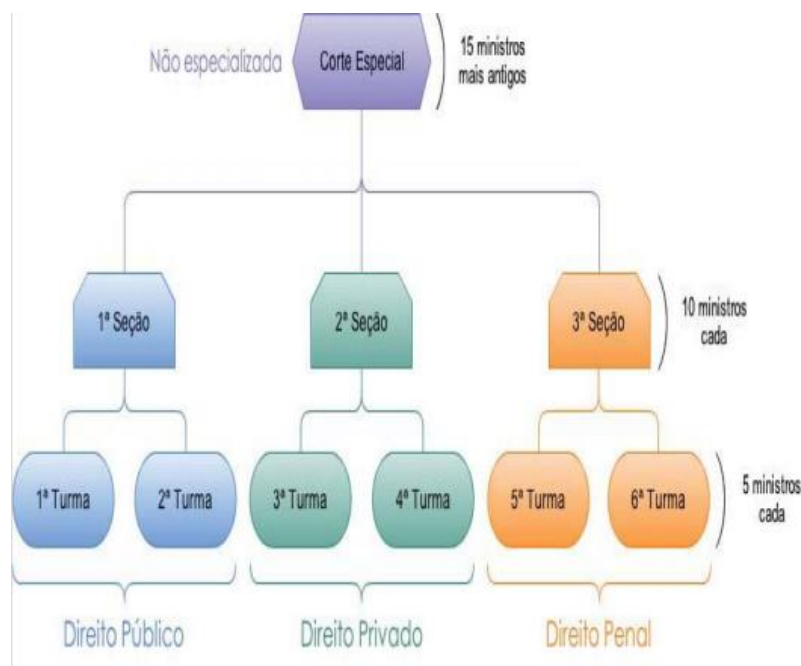 Não especializada
Corte Especial
15 ministros
mais antigos
1ª Seção
2ª Seção
3ª Seção
10 ministros
cada
1ª Turma
2ª Turma
3ª Turma
4ª Turma
5ª Turma
6ª Turma
5 ministros
cada
Direito Público
Direito Privado
Direito Penal